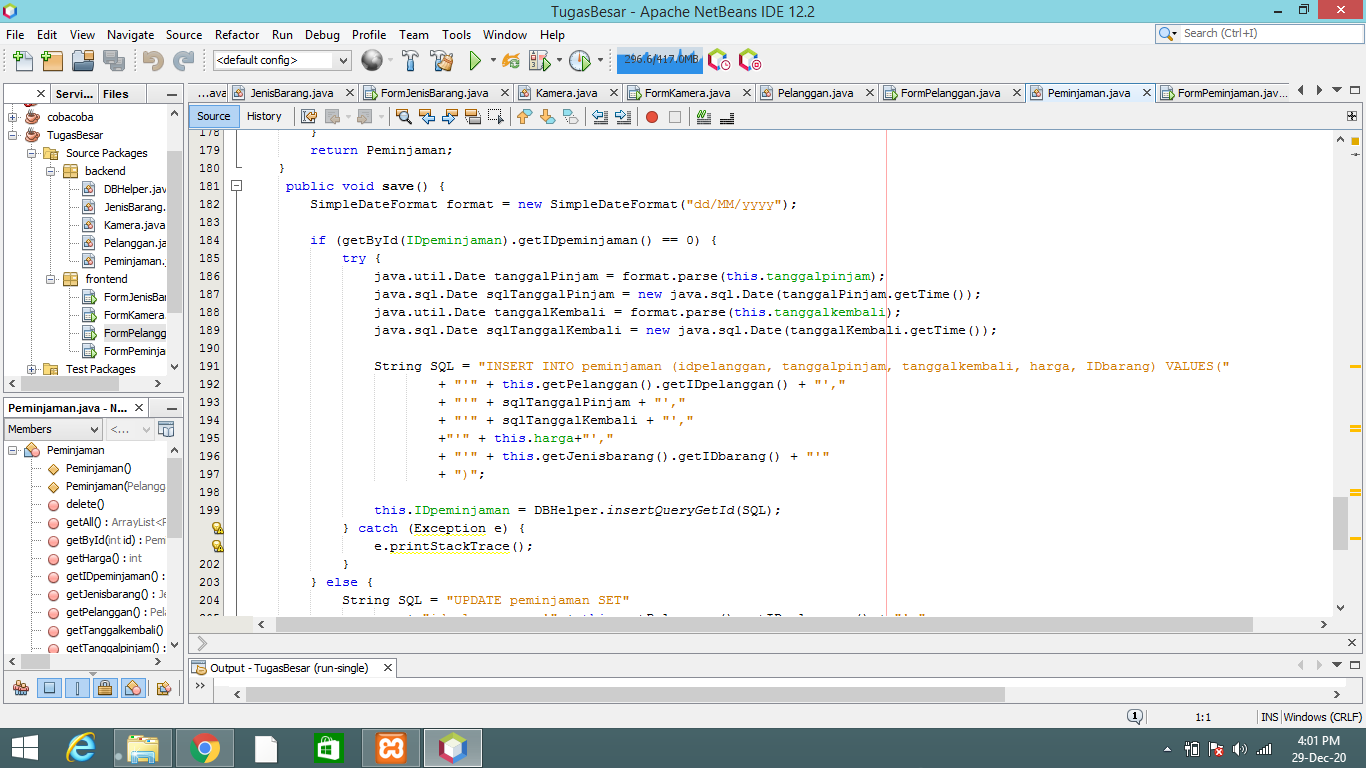 TugasBesar - Apache NetBeans IDE 12.2
File Edit View Navigate Source Refactor Run Debug Profile Team Tools Window Help
Search (Ctrl+I)
<default config>
296.6/417.0MB
Servi... Files
...ava JenisBarang.java FormJenisBarang.java Kamera.java FormKamera.java Pelanggan.java FormPelanggan.java Peminjaman.java FormPeminjaman.jav...
Source History
cobacoba
TugasBesar
Source Packages
backend
DBHelper.jav
JenisBarang.
Kamera.java
Pelanggan.ja
Peminjaman.
frontend
FormJenisBar
FormKamera
FormPelangg
FormPeminja
Test Packages
Peminjaman.java - N...
Members <...
Peminjaman
Peminjaman()
Peminjaman(Pelangg
delete()
getAll() : ArrayList<P
getById(int id) : Pem
getHarga() : int
getIDpeminjaman() :
getJenisbarang() : Je
getPelanggan() : Pela
getTanggalkembali()
getTanggalpinjam() :
178 }
179 return Peminjaman;
180 }
181 public void save() {
182 SimpleDateFormat format = new SimpleDateFormat("dd/MM/yyyy");
183
184 if (getById(IDpeminjaman).getIDpeminjaman() == 0) {
185 try {
186 java.util.Date tanggalPinjam = format.parse(this.tanggalpinjam);
187 java.sql.Date sqlTanggalPinjam = new java.sql.Date(tanggalPinjam.getTime());
188 java.util.Date tanggalKembali = format.parse(this.tanggalkembali);
189 java.sql.Date sqlTanggalKembali = new java.sql.Date(tanggalKembali.getTime());
190
191 String SQL = "INSERT INTO peminjaman (idpelanggan, tanggalpinjam, tanggalkembali, harga, IDbarang) VALUES("
192 + "'" + this.getPelanggan().getIDpelanggan() + "',"
193 + "'" + sqlTanggalPinjam + "',"
194 + "'" + sqlTanggalKembali + "',"
195 +"'" + this.harga+"',"
196 + "'" + this.getJenisbarang().getIDbarang() + "'"
197 + ")";
198
199 this.IDpeminjaman = DBHelper.insertQueryGetId(SQL);
} catch (Exception e) {
e.printStackTrace();
202 }
203 } else {
204 String SQL = "UPDATE peminjaman SET"
Output - TugasBesar (run-single)
1:1 INS Windows (CRLF)
4:01 PM
29-Dec-20